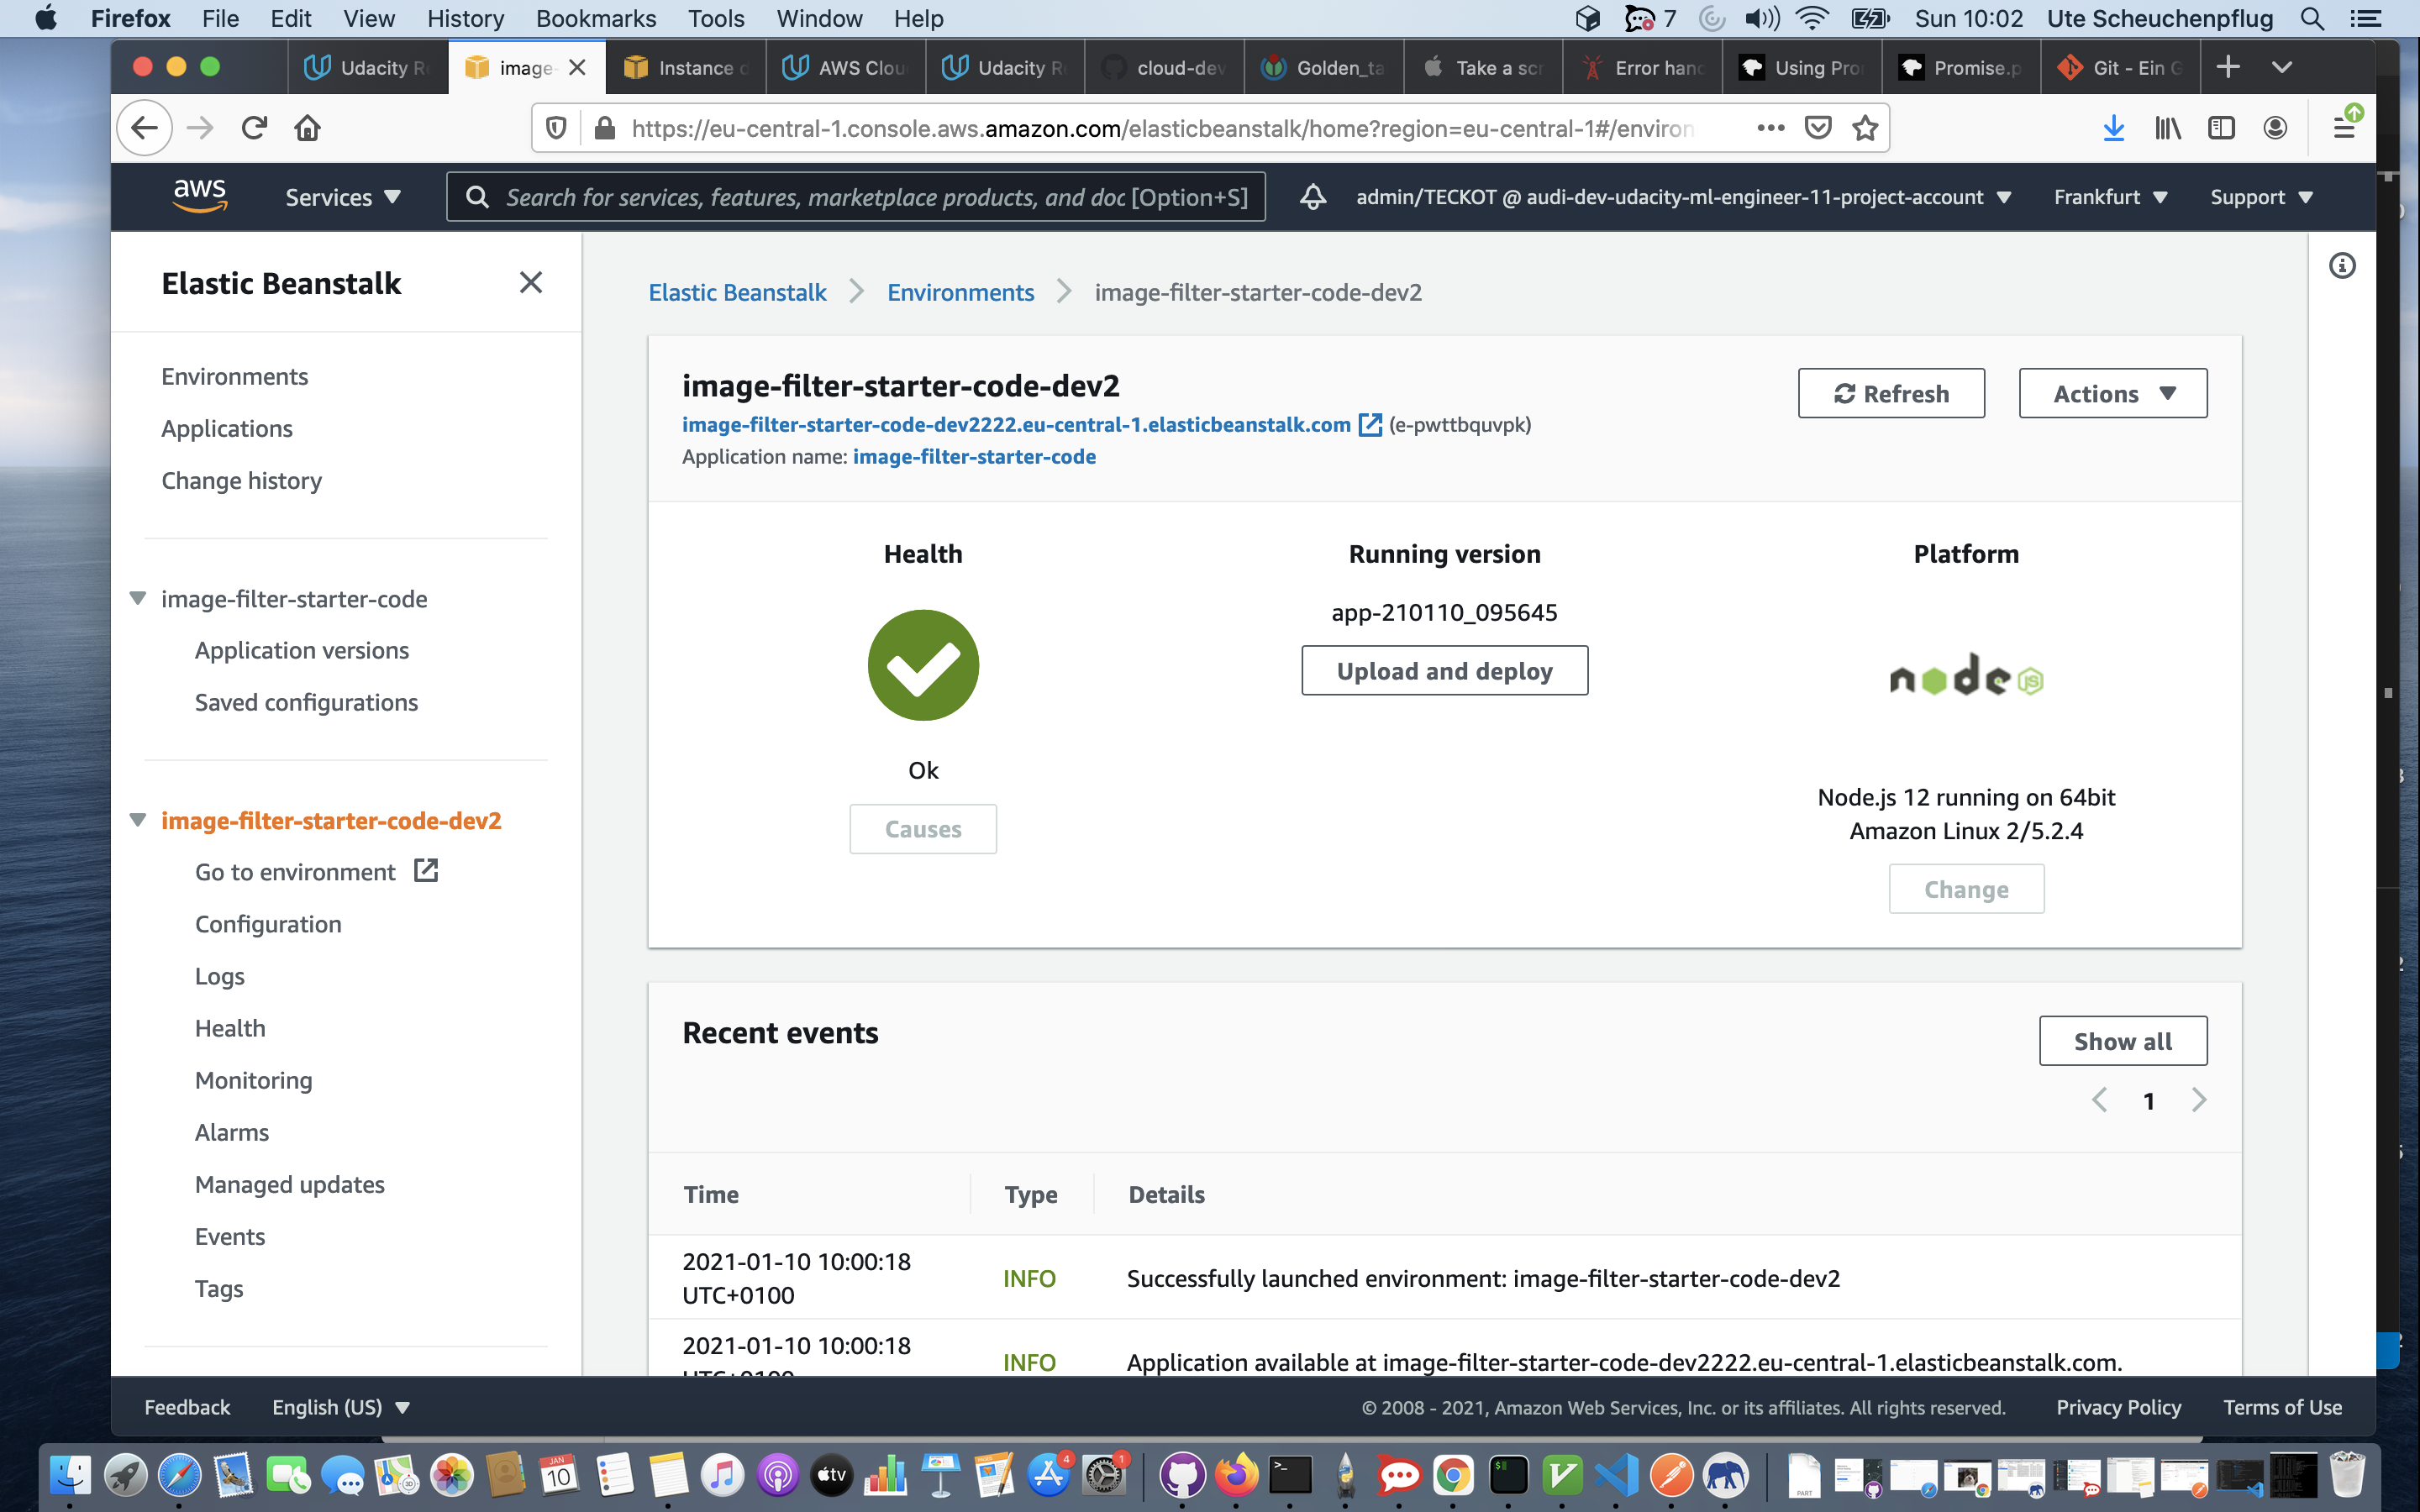 Firefox File Edit View History Bookmarks Tools Window Help 7 Sun 10:02 Ute Scheuchenpflug
Udacity R image- Instance d AWS Clou Udacity R cloud-dev Golden_ta Take a scr Error hand Using Pro Promise.p Git - Ein G
https://eu-central-1.console.aws.amazon.com/elasticbeanstalk/home?region=eu-central-1#/environ
aws Services Search for services, features, marketplace products, and doc [Option+S] admin/TECKOT @ audi-dev-udacity-ml-engineer-11-project-account Frankfurt Support
Elastic Beanstalk
Environments
Applications
Change history
image-filter-starter-code
Application versions
Saved configurations
image-filter-starter-code-dev2
Go to environment
Configuration
Logs
Health
Monitoring
Alarms
Managed updates
Events
Tags
Elastic Beanstalk Environments image-filter-starter-code-dev2
image-filter-starter-code-dev2
image-filter-starter-code-dev2222.eu-central-1.elasticbeanstalk.com (e-pwttbquvpk)
Application name: image-filter-starter-code
Refresh Actions
Health
Ok
Causes
Running version
app-210110_095645
Upload and deploy
Platform
node JS
Node.js 12 running on 64bit
Amazon Linux 2/5.2.4
Change
Recent events
Show all
1
Time Type Details
2021-01-10 10:00:18
UTC+0100
INFO
Successfully launched environment: image-filter-starter-code-dev2
2021-01-10 10:00:18
UTC+0100
INFO
Application available at image-filter-starter-code-dev2222.eu-central-1.elasticbeanstalk.com.
Feedback English (US) © 2008 - 2021, Amazon Web Services, Inc. or its affiliates. All rights reserved. Privacy Policy Terms of Use
JAN
10
tv
4
1
PART